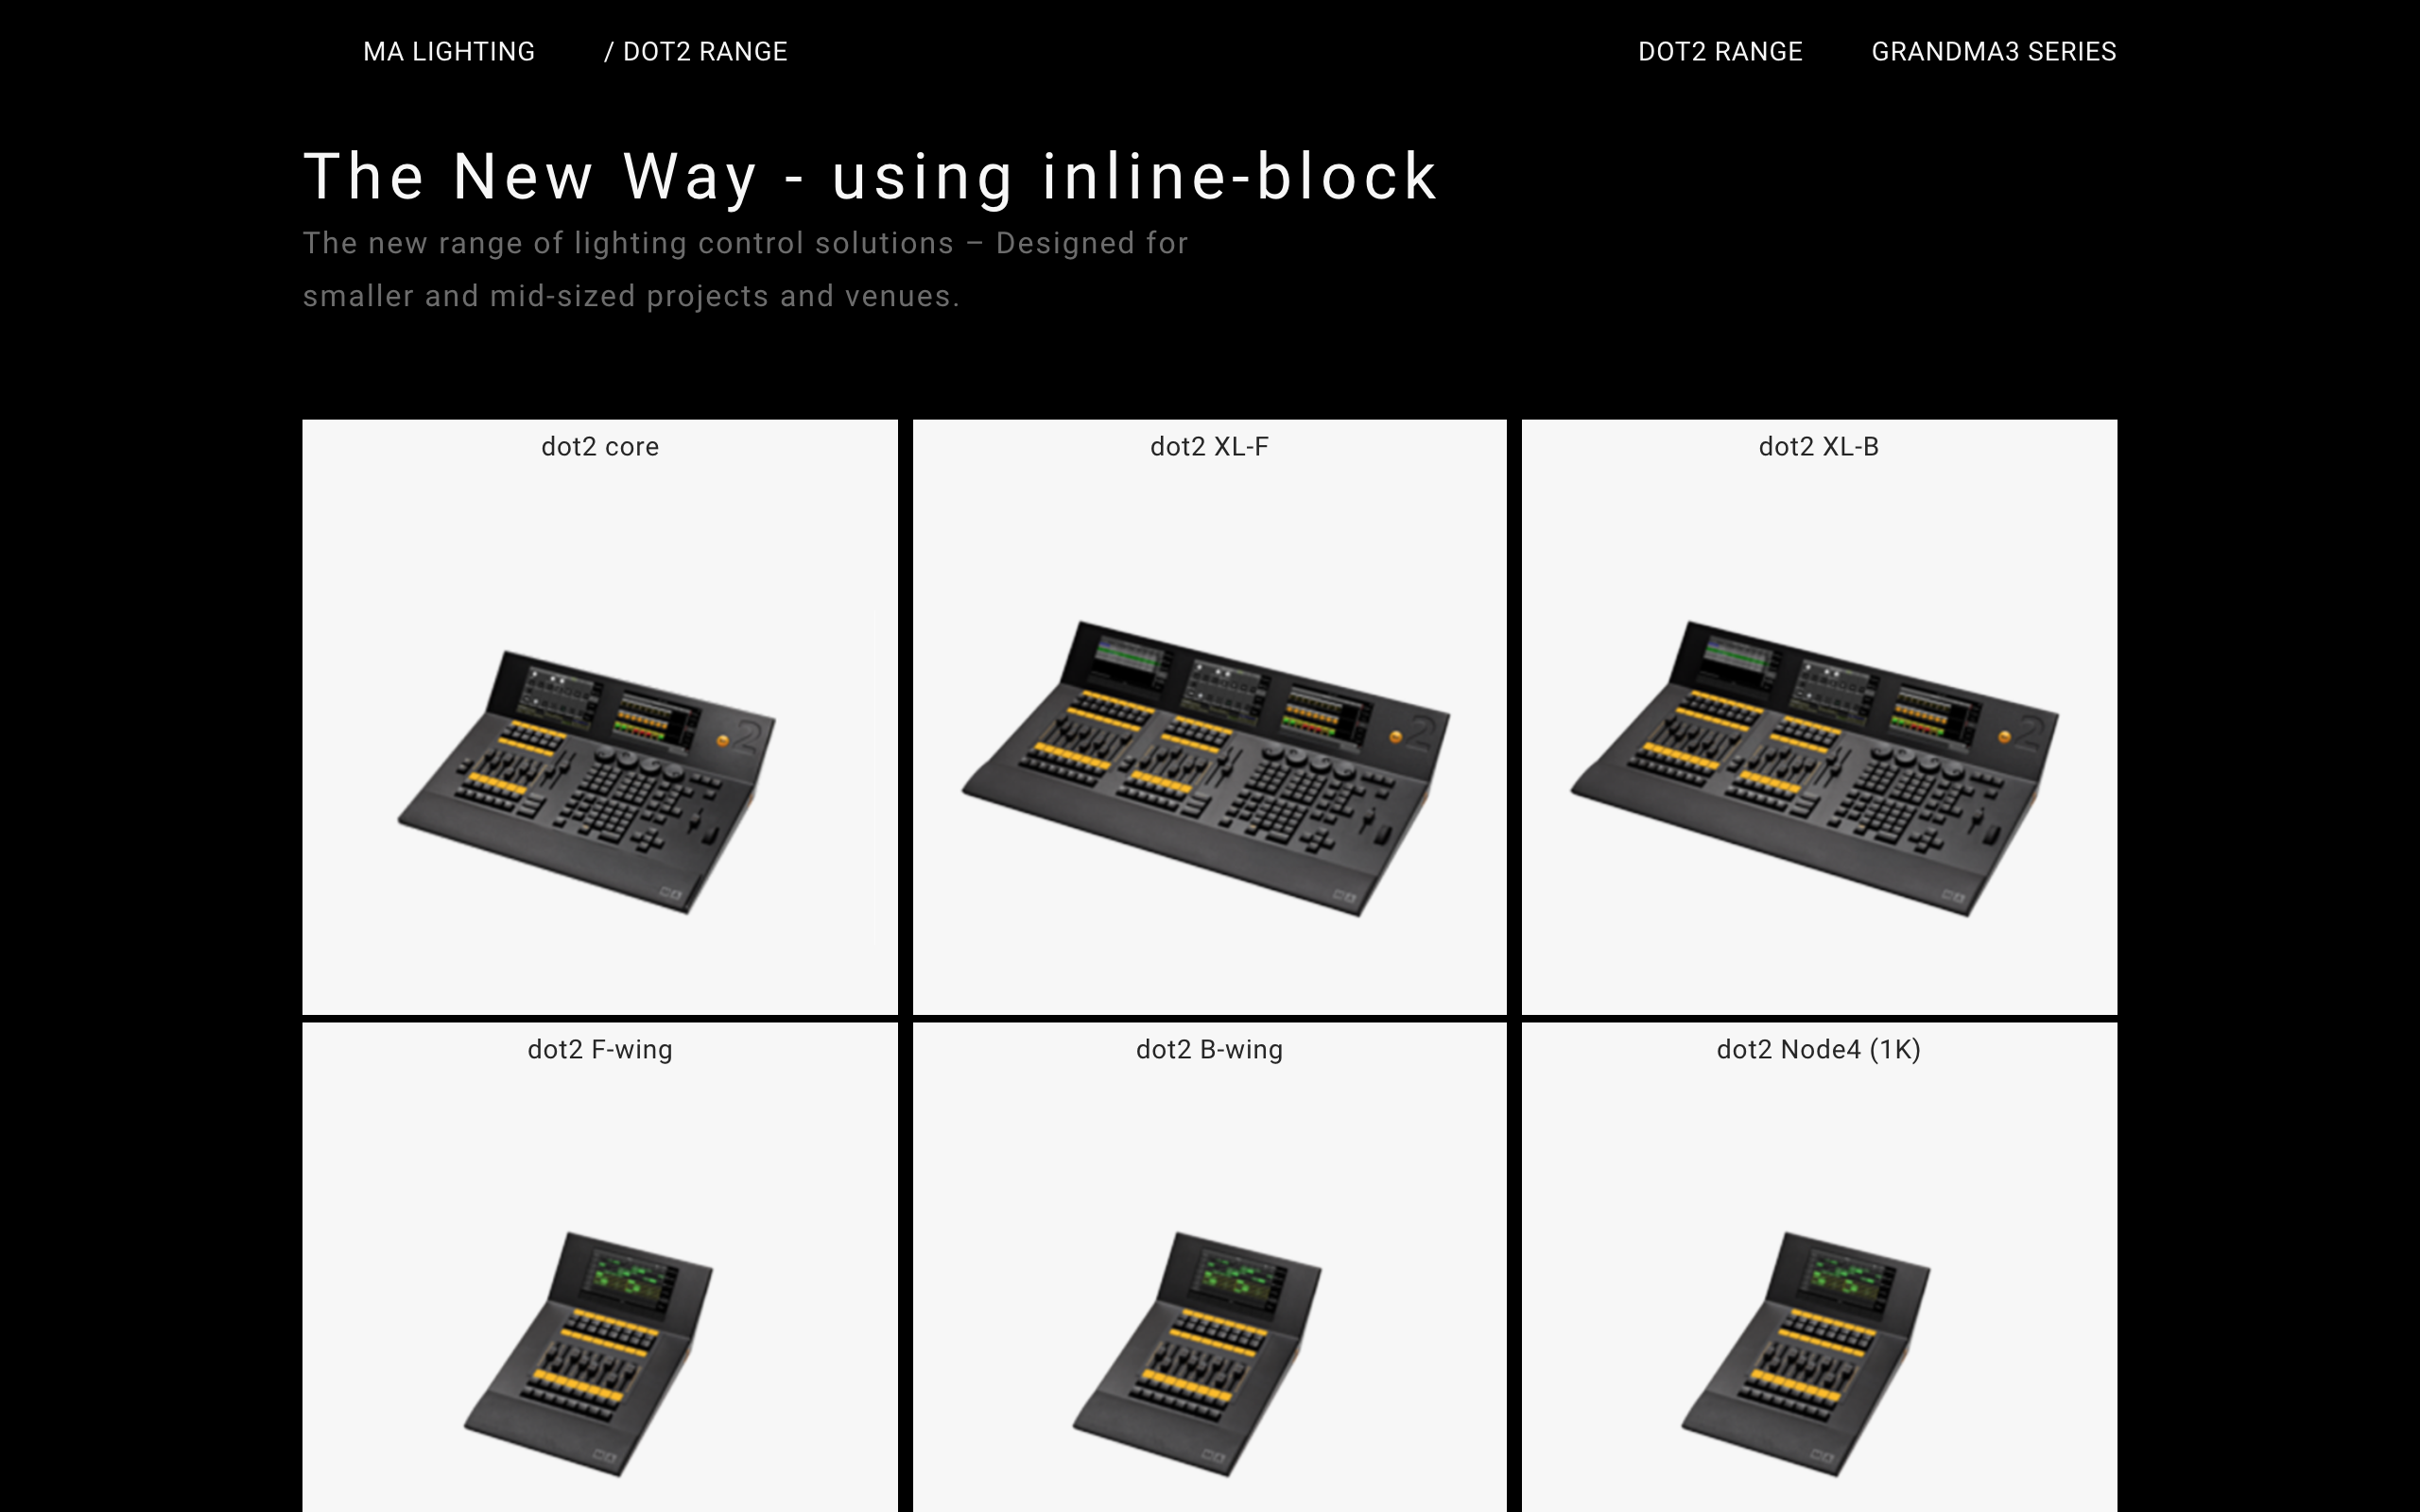 MA LIGHTING / DOT2 RANGE DOT2 RANGE GRANDMA3 SERIES
The New Way - using inline-block
The new range of lighting control solutions – Designed for
smaller and mid-sized projects and venues.
dot2 core
dot2 XL-F
dot2 XL-B
dot2 F-wing
dot2 B-wing
dot2 Node4 (1K)